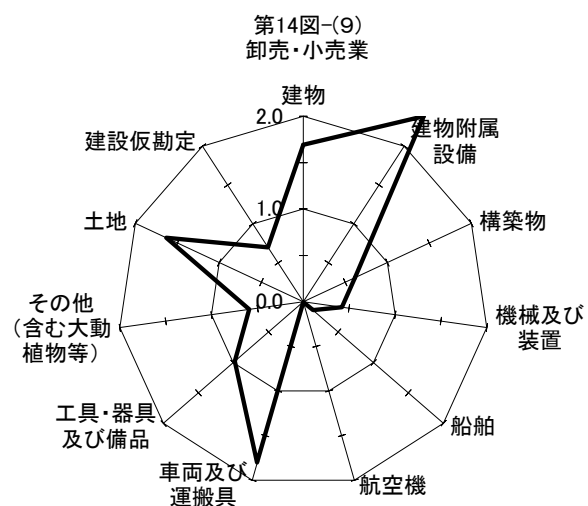 第14図-(9)
卸売・小売業
建物
2.0
建物附属
設備
建設仮勘定
1.0
土地
構築物
0.0
その他
(含む大動
植物等)
機械及び
装置
工具・器具
及び備品
船舶
車両及び
運搬具
航空機